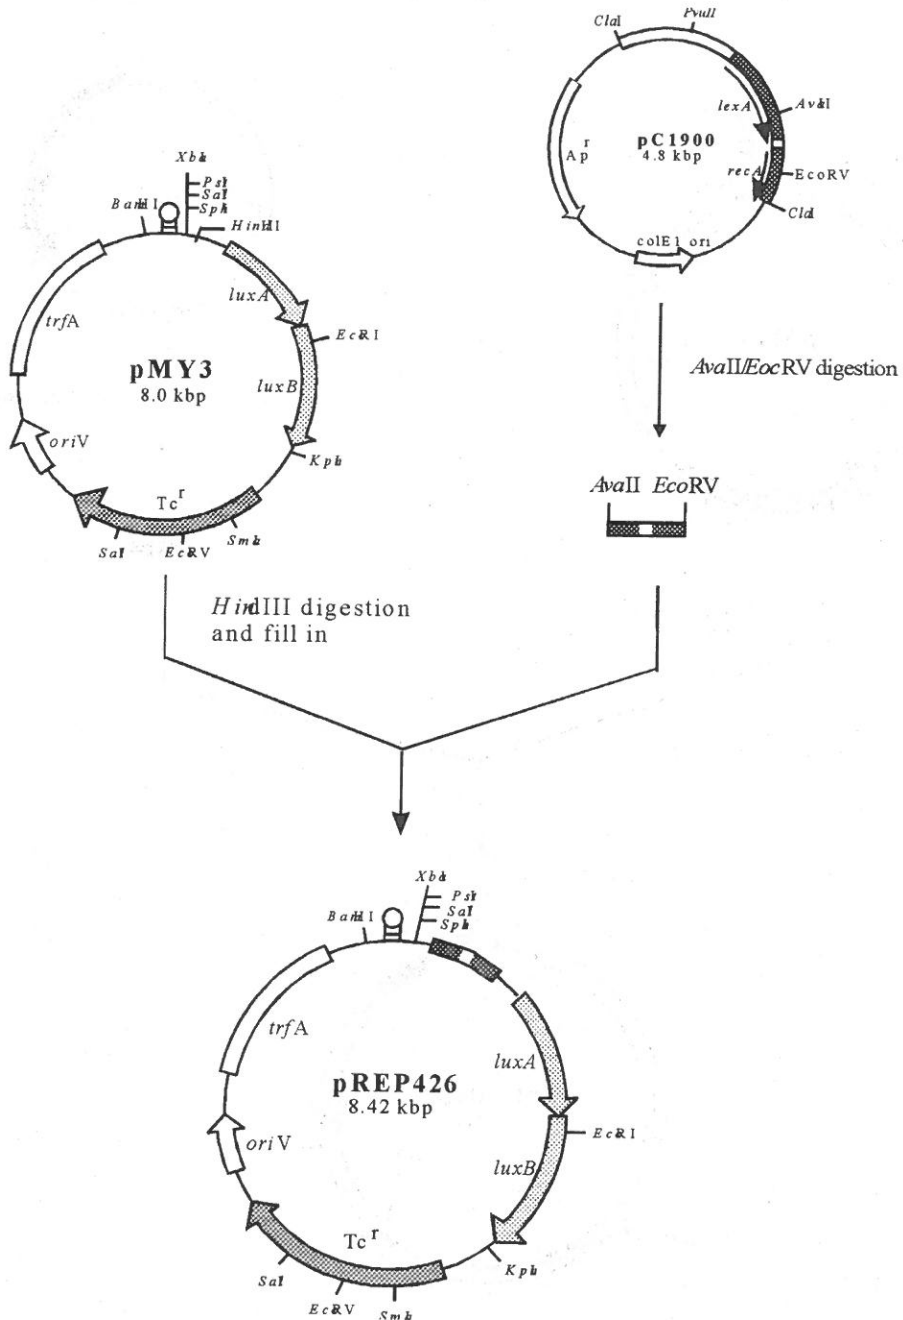 ClaI
PvuII
lexA
AvaII
pC1900
4.8 kbp
Ap r
recA
EcoRV
ClaI
colE1 ori
XbaI
PstI
SalI
SphI
BamHI
HindIII
luxA
trfA
EcoRI
pMY3
8.0 kbp
luxB
oriV
KpnI
Tc r
SalI
EcoRV
SmaI
AvaII/EocRV digestion
AvaII EcoRV
HindIII digestion
and fill in
XbaI
PstI
SalI
SphI
BamHI
trfA
luxA
pREP426
8.42 kbp
EcoRI
oriV
luxB
Tc r
KpnI
SalI
EcoRV
SmaI